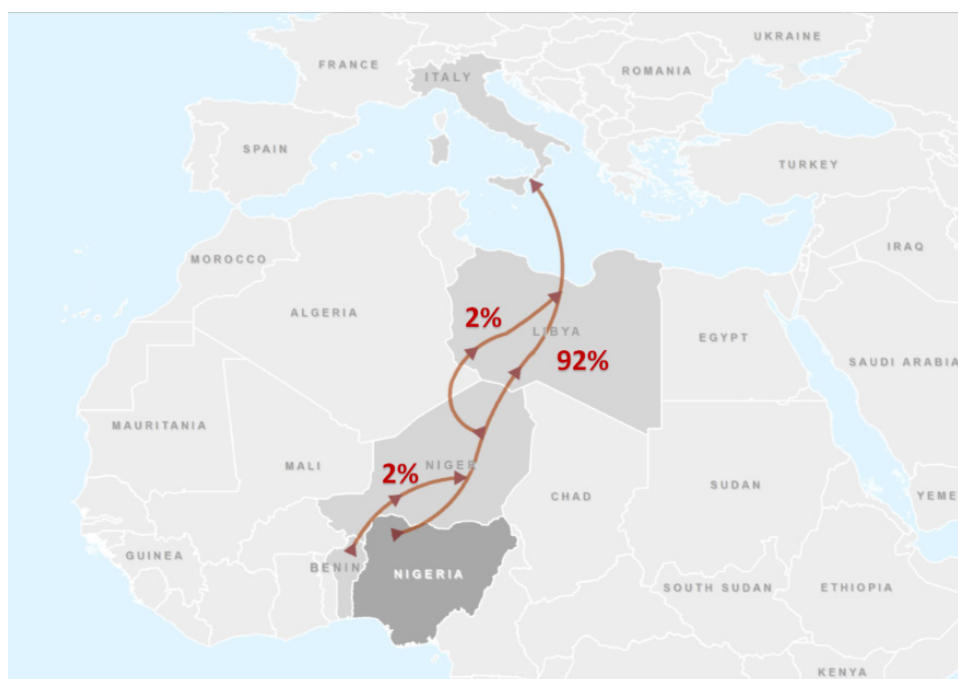 UKRAINE
FRANCE
ITALY
ROMANIA
SPAIN
TURKEY
MOROCCO
IRAQ
ALGERIA
2%
LIBYA
EGYPT
92%
SAUDI ARABIA
MAURITANIA
MALI
2%
NIGER
CHAD
SUDAN
YEME
GUINEA
BENIN
NIGERIA
SOUTH SUDAN
ETHIOPIA
KENYA